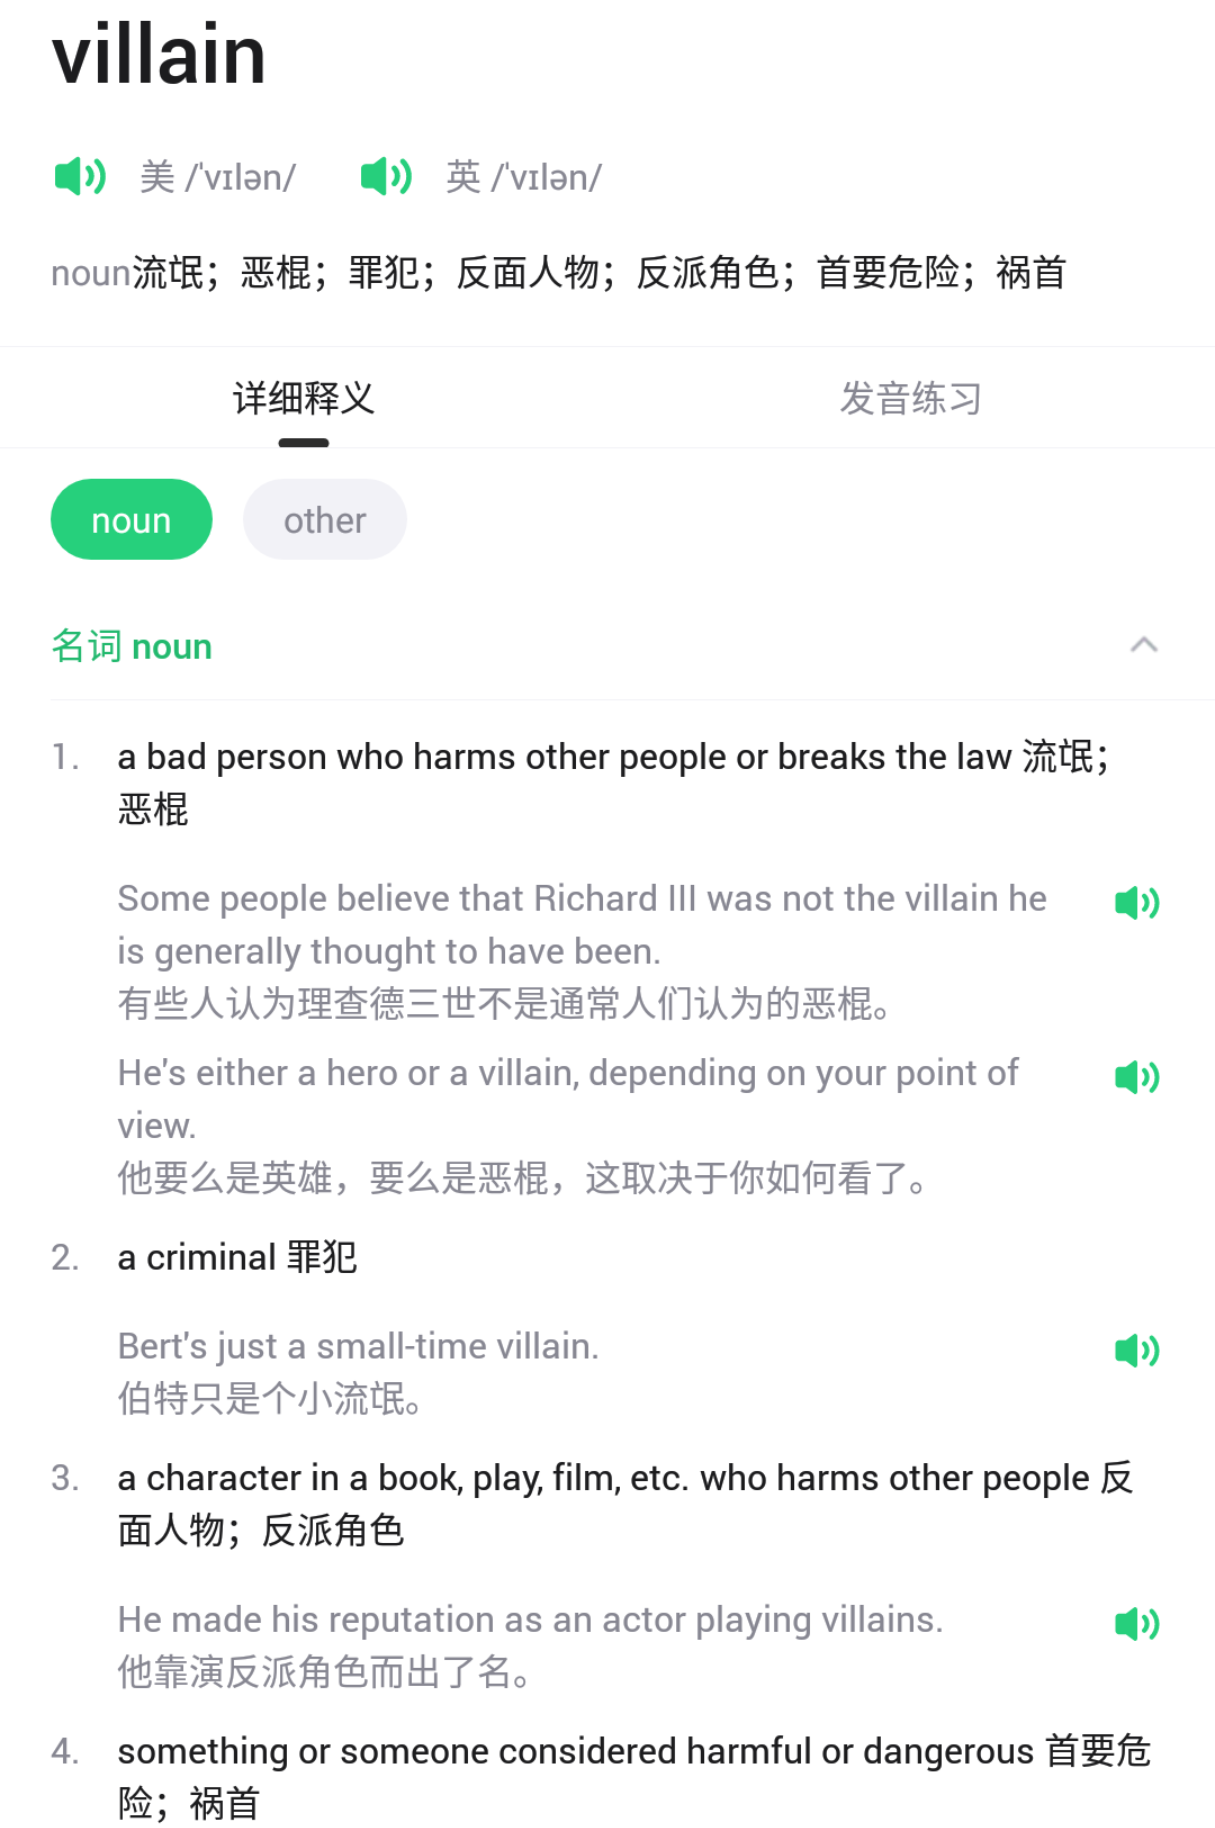 villain
美 /ˈvɪlən/ 英 /ˈvɪlən/
noun流氓；恶棍；罪犯；反面人物；反派角色；首要危险；祸首
详细释义 发音练习
noun other
名词 noun
1. a bad person who harms other people or breaks the law 流氓；
恶棍
Some people believe that Richard III was not the villain he
is generally thought to have been.
有些人认为理查德三世不是通常人们认为的恶棍。
He's either a hero or a villain, depending on your point of
view.
他要么是英雄，要么是恶棍，这取决于你如何看了。
2. a criminal 罪犯
Bert's just a small-time villain.
伯特只是个小流氓。
3. a character in a book, play, film, etc. who harms other people 反
面人物；反派角色
He made his reputation as an actor playing villains.
他靠演反派角色而出了名。
4. something or someone considered harmful or dangerous 首要危
险；祸首